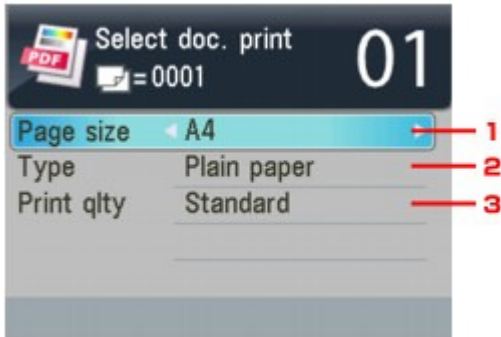 PDF
Select doc. print
=0001
01
Page size A4 1
Type Plain paper 2
Print qlty Standard 3